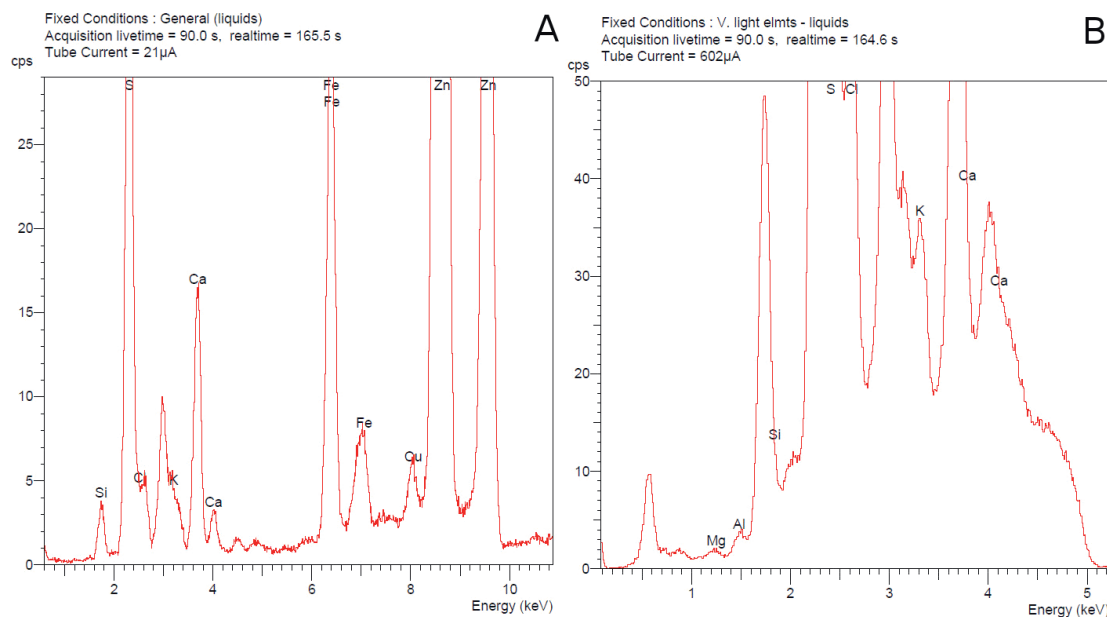 Fixed Conditions : General (liquids)
Acquisition livetime = 90.0 s, realtime = 165.5 s
Tube Current = 21µA
A
cps
S
Fe
Fe
Zn
Zn
25
20
Ca
15
10
Fe
Cu
5
Si
Cl
K
Ca
0
2
4
6
8
10
Energy (keV)
Fixed Conditions : V. light elmts - liquids
Acquisition livetime = 90.0 s, realtime = 164.6 s
Tube Current = 602µA
B
cps
50
S
Cl
40
Ca
K
30
Ca
20
Si
10
Al
Mg
0
1
2
3
4
5
Energy (keV)